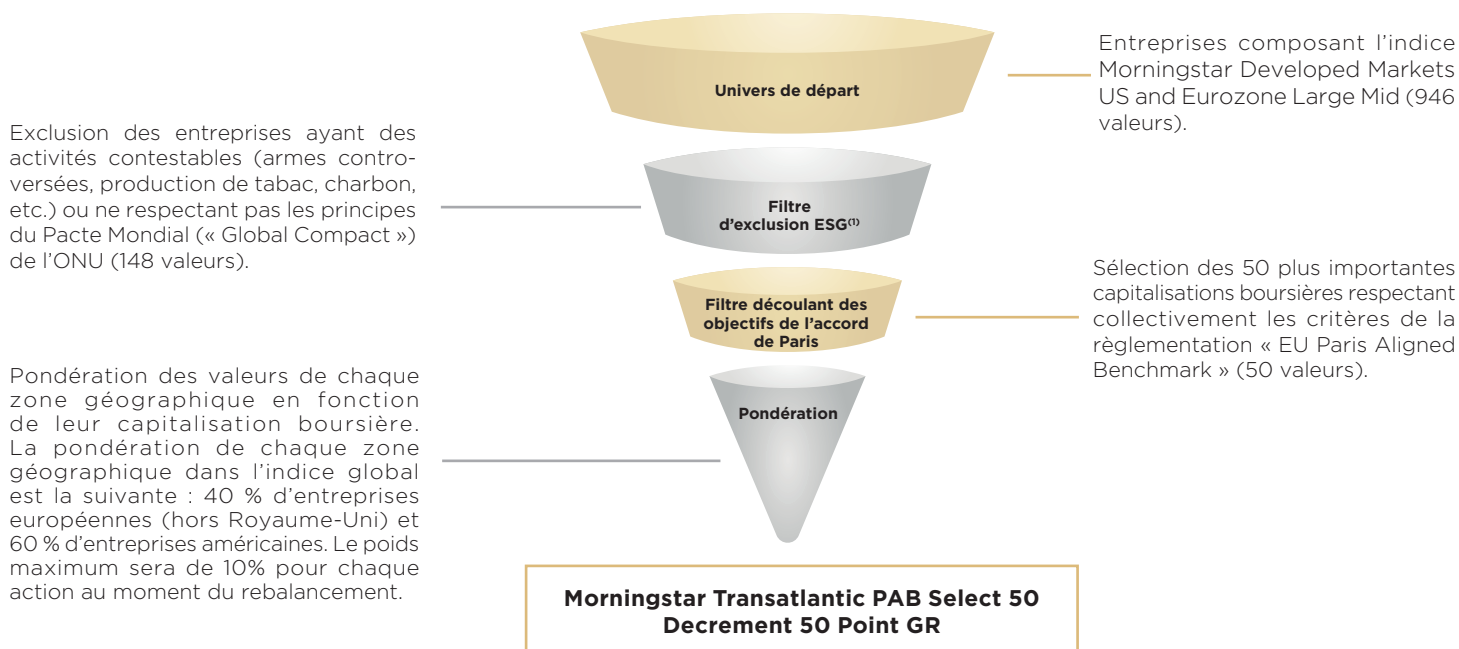 Entreprises composant l’indice
Morningstar Developed Markets
US and Eurozone Large Mid (946
valeurs).
Univers de départ
Exclusion des entreprises ayant des
activités contestables (armes contro-
versées, production de tabac, charbon,
etc.) ou ne respectant pas les principes
du Pacte Mondial (« Global Compact »)
de l’ONU (148 valeurs).
Filtre
d’exclusion ESG⁽¹⁾
Sélection des 50 plus importantes
capitalisations boursières respectant
collectivement les critères de la
règlementation « EU Paris Aligned
Benchmark » (50 valeurs).
Filtre découlant des
objectifs de l’accord
de Paris
Pondération des valeurs de chaque
zone géographique en fonction
de leur capitalisation boursière.
La pondération de chaque zone
géographique dans l’indice global
est la suivante : 40 % d’entreprises
européennes (hors Royaume-Uni) et
60 % d’entreprises américaines. Le poids
maximum sera de 10% pour chaque
action au moment du rebalancement.
Pondération
Morningstar Transatlantic PAB Select 50
Decrement 50 Point GR